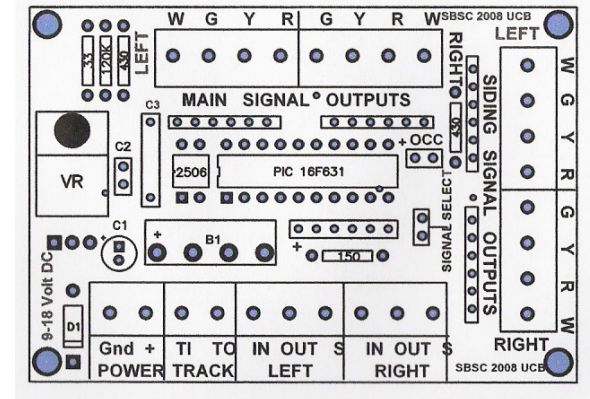 W G Y R G Y R W SBSC 2008 UCB
LEFT
33
120K
430
LEFT
RIGHT
430
MAIN SIGNAL OUTPUTS
SIDING SIGNAL OUTPUTS
W
G
Y
R
G
Y
R
W
C3
+ OCC
C2
2506
PIC 16F631
VR
SIGNAL SELECT
C1
+
+
B1
+
150
9-18 Volt DC
D1
Gnd + TI TO IN OUT S IN OUT S
POWER TRACK LEFT RIGHT
RIGHT
SBSC 2008 UCB